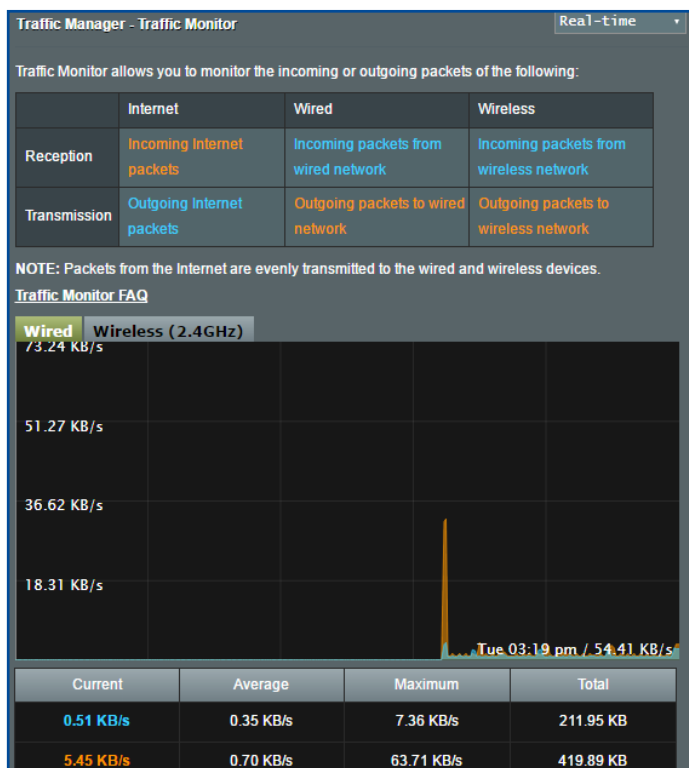 Traffic Manager - Traffic Monitor
Real-time
Traffic Monitor allows you to monitor the incoming or outgoing packets of the following:
Internet Wired Wireless
Reception Incoming Internet packets Incoming packets from wired network Incoming packets from wireless network
Transmission Outgoing Internet packets Outgoing packets to wired network Outgoing packets to wireless network
NOTE: Packets from the Internet are evenly transmitted to the wired and wireless devices.
Traffic Monitor FAQ
Wired Wireless (2.4GHz)
73.24 KB/s
51.27 KB/s
36.62 KB/s
18.31 KB/s
Tue 03:19 pm / 54.41 KB/s
Current Average Maximum Total
0.51 KB/s 0.35 KB/s 7.36 KB/s 211.95 KB
5.45 KB/s 0.70 KB/s 63.71 KB/s 419.89 KB